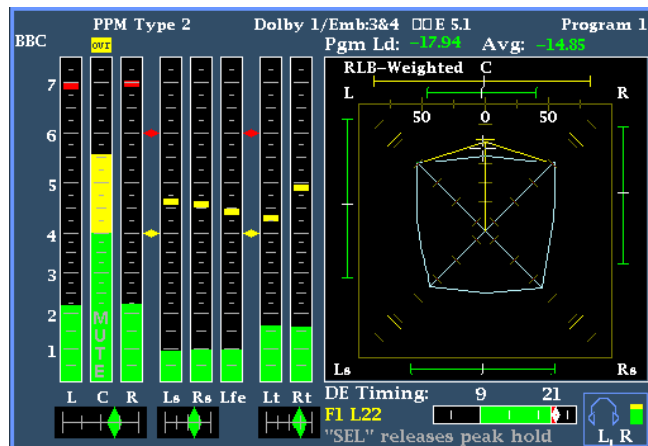 PPM Type 2 Dolby 1/Emb:3&4 ▯▯E 5.1 Program 1
BBC OVR Pgm Ld: -17.94 Avg: -14.85
RLB-Weighted C
L R
50 0 50
7
6
5
4
3
2
1
MUTE
Ls Rs
L C R Ls Rs Lfe Lt Rt
DE Timing: 9 21
F1 L22
"SEL" releases peak hold
L, R